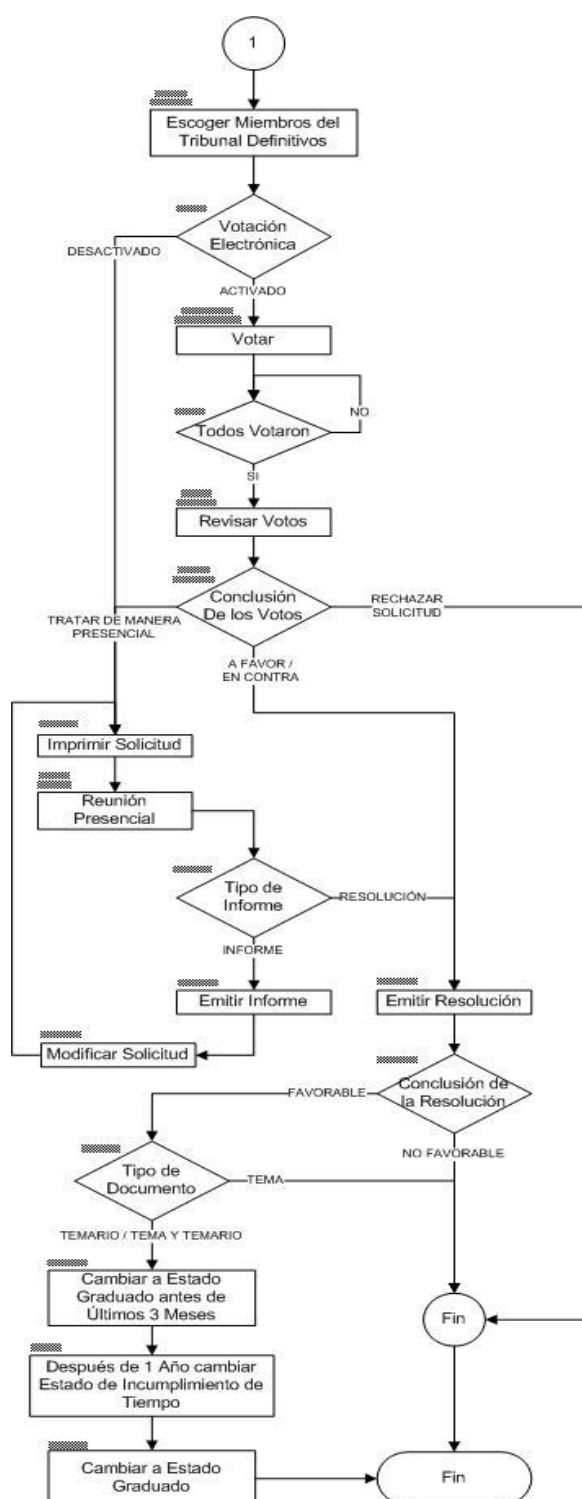 1
Escoger Miembros del
Tribunal Definitivos
Votación
Electrónica
DESACTIVADO
ACTIVADO
Votar
NO
Todos Votaron
SI
Revisar Votos
Conclusión
De los Votos
RECHAZAR
SOLICITUD
TRATAR DE MANERA
PRESENCIAL
A FAVOR /
EN CONTRA
Imprimir Solicitud
Reunión
Presencial
Tipo de
Informe
RESOLUCIÓN
INFORME
Emitir Informe
Emitir Resolución
Modificar Solicitud
Conclusión de
la Resolución
FAVORABLE
NO FAVORABLE
Tipo de
Documento
TEMA
TEMARIO / TEMA Y TEMARIO
Cambiar a Estado
Graduado antes de
Últimos 3 Meses
Fin
Después de 1 Año cambiar
Estado de Incumplimiento de
Tiempo
Cambiar a Estado
Graduado
Fin